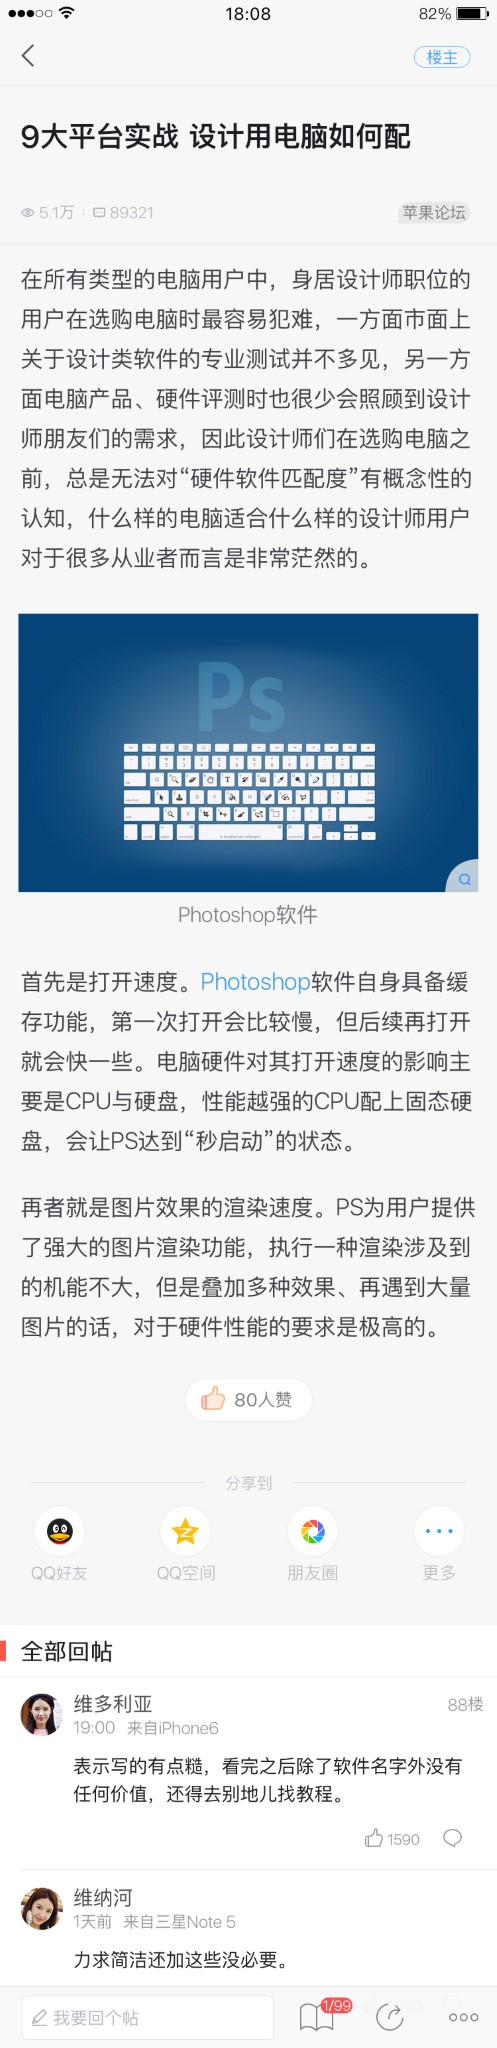 18:08
82%
楼主
9大平台实战 设计用电脑如何配
5.1万
89321
苹果论坛
在所有类型的电脑用户中，身居设计师职位的
用户在选购电脑时最容易犯难，一方面市面上
关于设计类软件的专业测试并不多见，另一方
面电脑产品、硬件评测时也很少会照顾到设计
师朋友们的需求，因此设计师们在选购电脑之
前，总是无法对“硬件软件匹配度”有概念性的
认知，什么样的电脑适合什么样的设计师用户
对于很多从业者而言是非常茫然的。
Ps
Photoshop软件
首先是打开速度。Photoshop软件自身具备缓
存功能，第一次打开会比较慢，但后续再打开
就会快一些。电脑硬件对其打开速度的影响主
要是CPU与硬盘，性能越强的CPU配上固态硬
盘，会让PS达到“秒启动”的状态。
再者就是图片效果的渲染速度。PS为用户提供
了强大的图片渲染功能，执行一种渲染涉及到
的机能不大，但是叠加多种效果、再遇到大量
图片的话，对于硬件性能的要求是极高的。
80人赞
分享到
QQ好友
QQ空间
朋友圈
更多
全部回帖
维多利亚
88楼
19:00 来自iPhone6
表示写的有点糙，看完之后除了软件名字外没有
任何价值，还得去别地儿找教程。
1590
维纳河
1天前 来自三星Note 5
力求简洁还加这些没必要。
我要回个帖
1/99